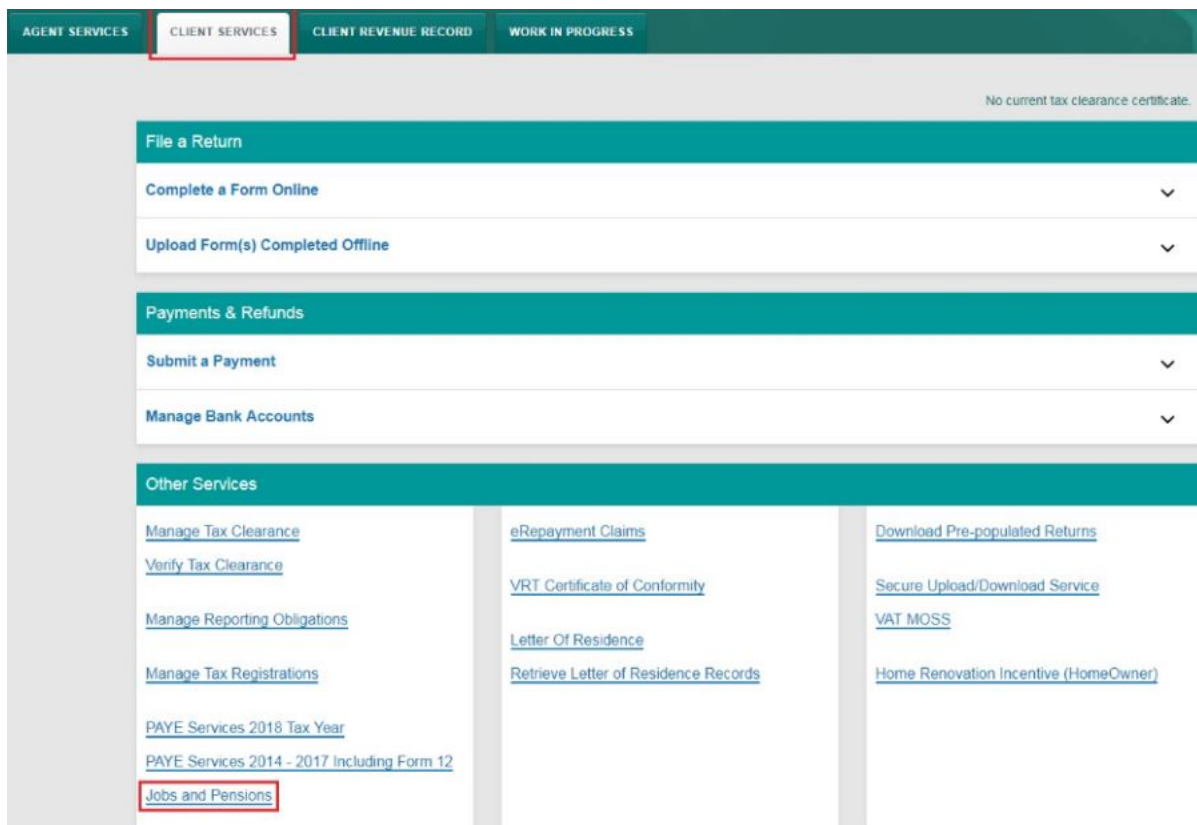 AGENT SERVICES CLIENT SERVICES CLIENT REVENUE RECORD WORK IN PROGRESS
No current tax clearance certificate.
File a Return
Complete a Form Online
Upload Form(s) Completed Offline
Payments & Refunds
Submit a Payment
Manage Bank Accounts
Other Services
Manage Tax Clearance
Verify Tax Clearance
Manage Reporting Obligations
Manage Tax Registrations
PAYE Services 2018 Tax Year
PAYE Services 2014 - 2017 Including Form 12
Jobs and Pensions
eRepayment Claims
VRT Certificate of Conformity
Letter Of Residence
Retrieve Letter of Residence Records
Download Pre-populated Returns
Secure Upload/Download Service
VAT MOSS
Home Renovation Incentive (HomeOwner)